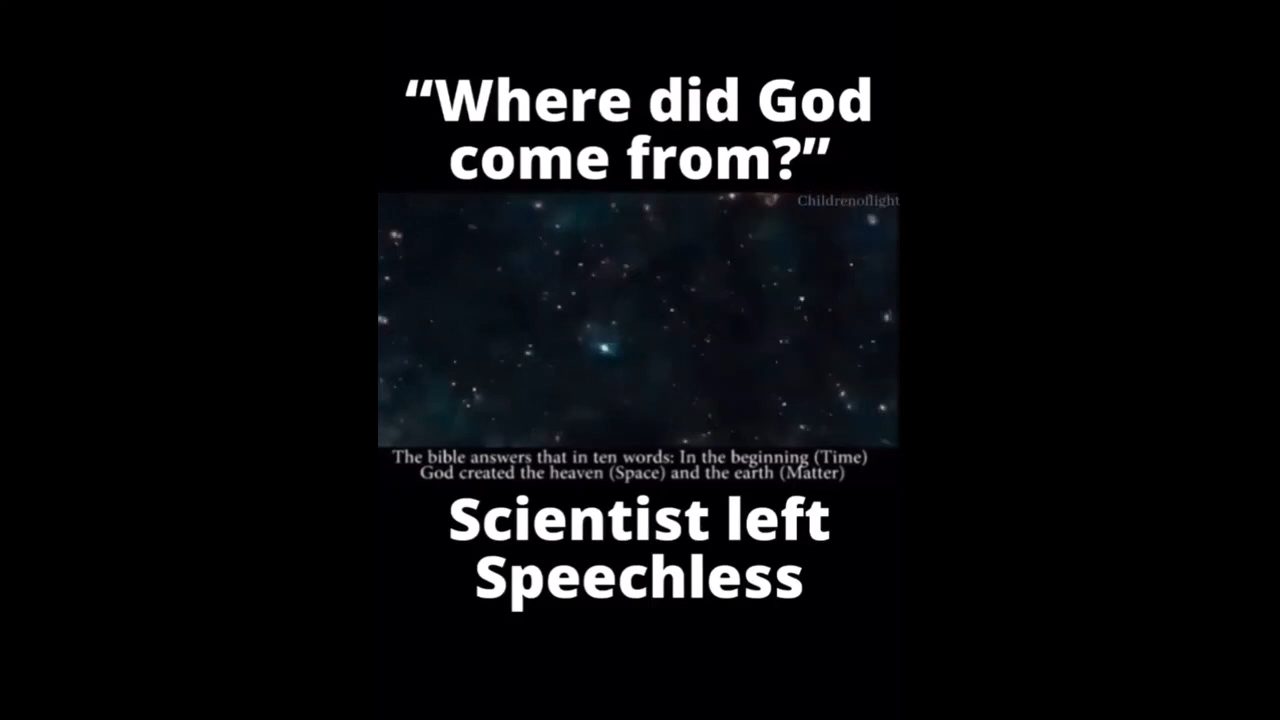 “Where did God
come from?”
Childrenoflight
The bible answers that in ten words: In the beginning (Time)
God created the heaven (Space) and the earth (Matter)
Scientist left
Speechless